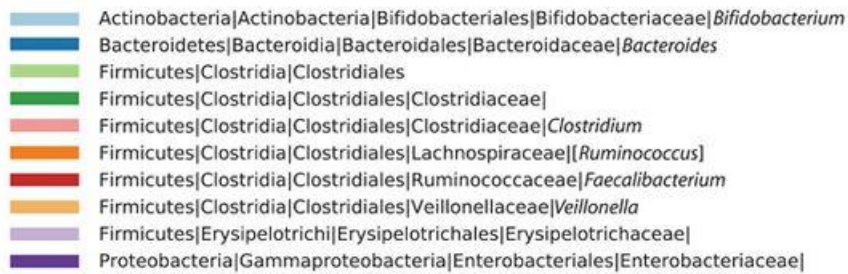 Actinobacteria|Actinobacteria|Bifidobacteriales|Bifidobacteriaceae|Bifidobacterium
Bacteroidetes|Bacteroidia|Bacteroidales|Bacteroidaceae|Bacteroides
Firmicutes|Clostridia|Clostridiales
Firmicutes|Clostridia|Clostridiales|Clostridiaceae|
Firmicutes|Clostridia|Clostridiales|Clostridiaceae|Clostridium
Firmicutes|Clostridia|Clostridiales|Lachnospiraceae|[Ruminococcus]
Firmicutes|Clostridia|Clostridiales|Ruminococcaceae|Faecalibacterium
Firmicutes|Clostridia|Clostridiales|Veillonellaceae|Veillonella
Firmicutes|Erysipelotrichi|Erysipelotrichales|Erysipelotrichaceae|
Proteobacteria|Gammaproteobacteria|Enterobacteriales|Enterobacteriaceae|